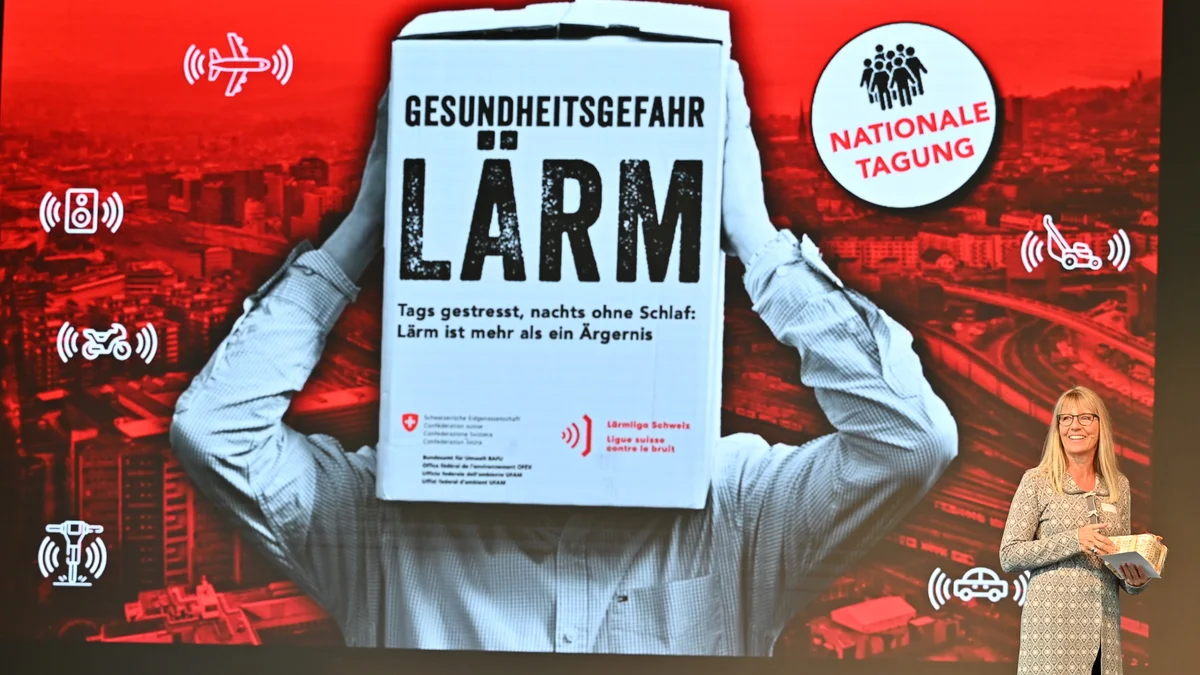 GESUNDHEITSGEFAHR
LÄRM
Tags gestresst, nachts ohne Schlaf:
Lärm ist mehr als ein Ärgernis
Schweizerische Eidgenossenschaft
Confédération suisse
Confederazione Svizzera
Confederaziun svizra
Bundesamt für Umwelt BAFU
Office fédéral de l'environnement OFEV
Ufficio federale dell'ambiente UFAM
Uffizi federal d'ambient UFAM
Lärmliga Schweiz
Ligue suisse
contre le bruit
NATIONALE
TAGUNG